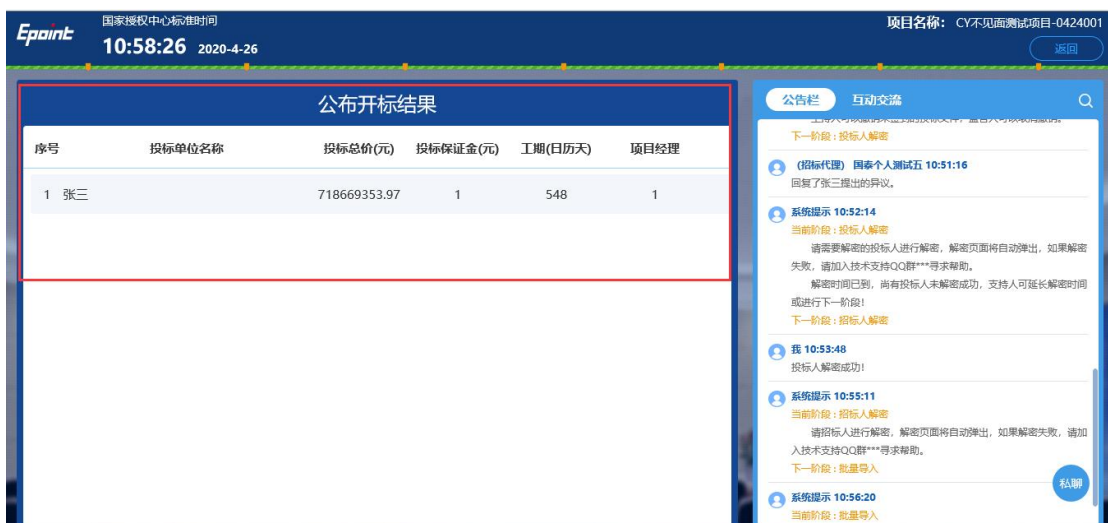 Epoint
国家授权中心标准时间
10:58:26 2020-4-26
项目名称： CY不见面测试项目-0424001
返回
公布开标结果
序号 投标单位名称 投标总价(元) 投标保证金(元) 工期(日历天) 项目经理
1 张三 718669353.97 1 548 1
公告栏 互动交流
下一阶段：投标人解密
(招标代理) 国泰个人测试五 10:51:16
回复了张三提出的异议。
系统提示 10:52:14
当前阶段：投标人解密
请需要解密的投标人进行解密，解密页面将自动弹出，如果解密
失败，请加入技术支持QQ群***寻求帮助。
解密时间已到，尚有投标人未解密成功，支持人可延长解密时间
或进行下一阶段！
下一阶段：招标人解密
我 10:53:48
投标人解密成功！
系统提示 10:55:11
当前阶段：招标人解密
请招标人进行解密，解密页面将自动弹出，如果解密失败，请加
入技术支持QQ群***寻求帮助。
下一阶段：批量导入
私聊
系统提示 10:56:20
当前阶段：批量导入